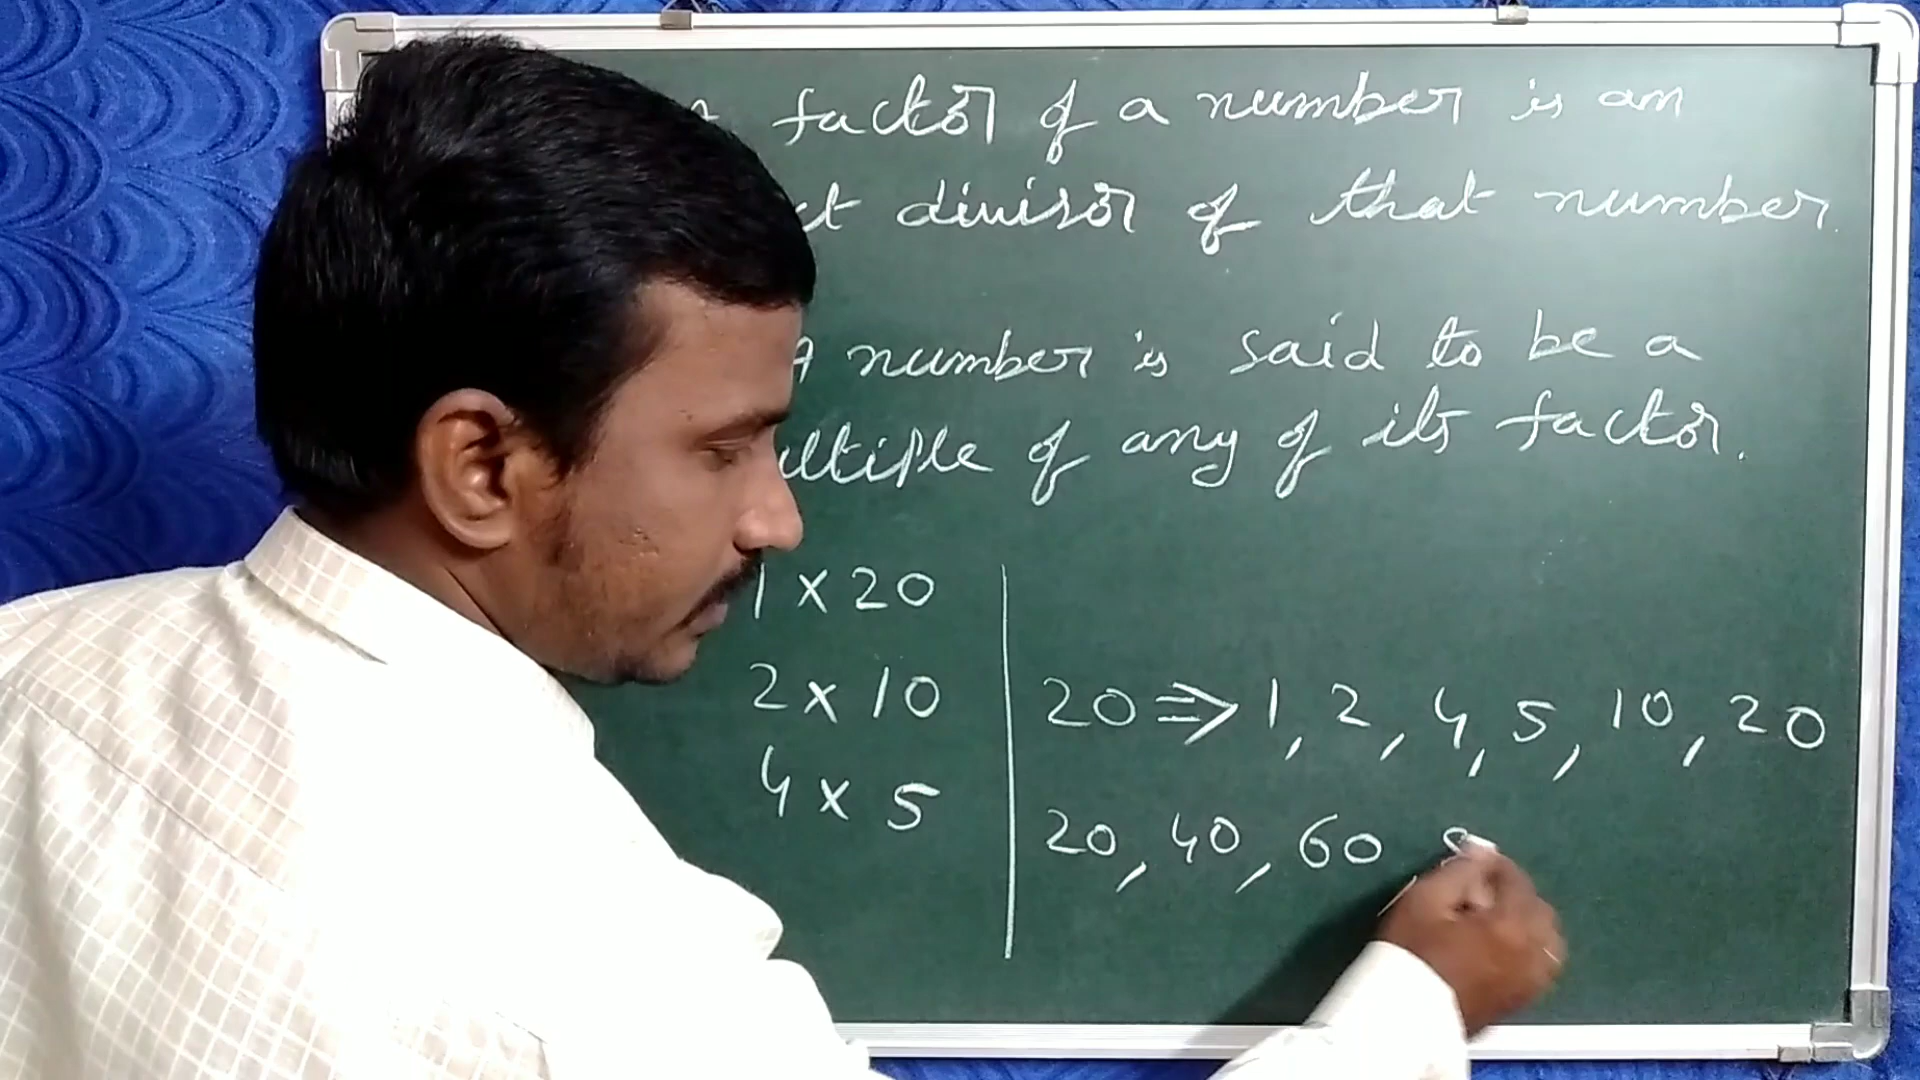 factor of a number is an
divisor of that number.
A number is said to be a
of any of its factor.
1 x 20
2 x 10
4 x 5
20 ⇒ 1, 2, 4, 5, 10, 20
20, 40, 60